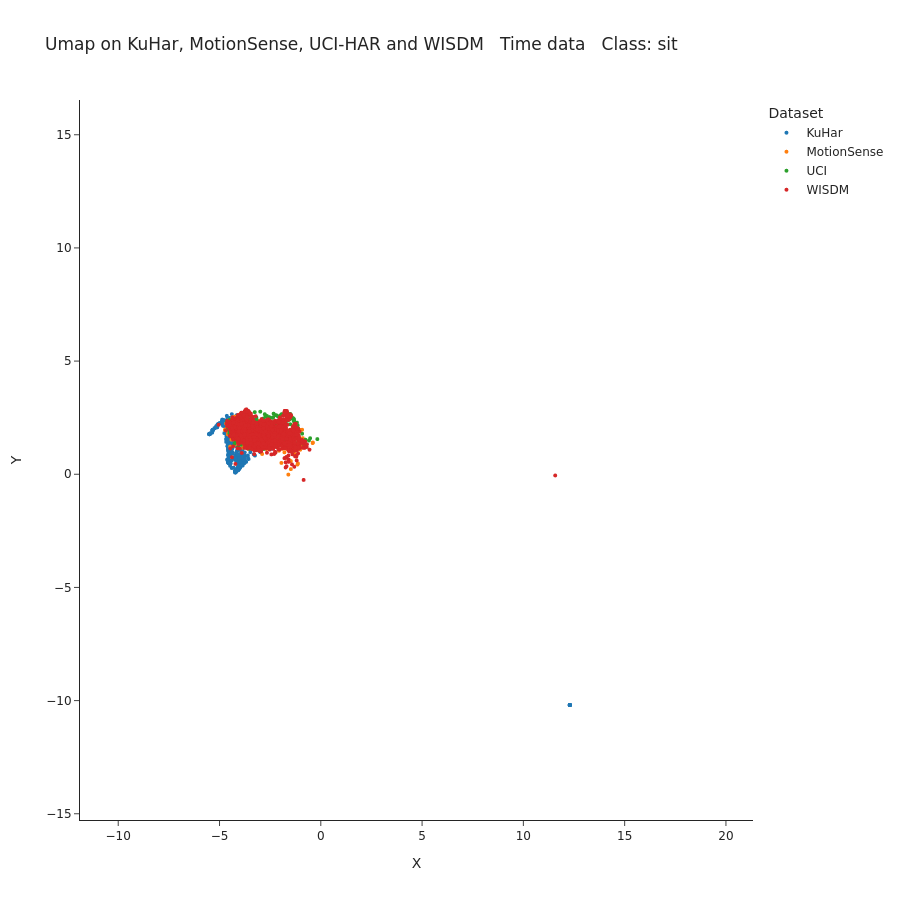 Umap on KuHar, MotionSense, UCI-HAR and WISDM   Time data   Class: sit
Dataset
KuHar
MotionSense
UCI
WISDM
15
10
5
0
−5
−10
−15
Y
−10
−5
0
5
10
15
20
X